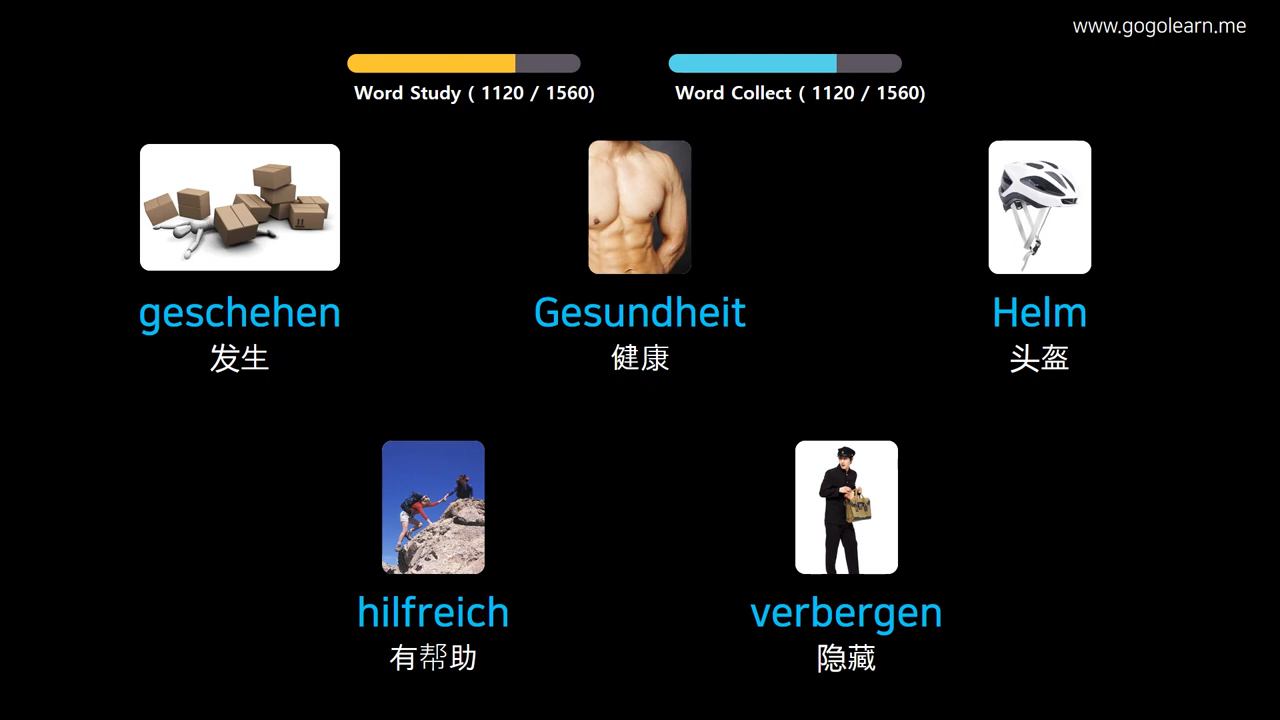 www.gogolearn.me
Word Study ( 1120 / 1560)
Word Collect ( 1120 / 1560)
geschehen
发生
Gesundheit
健康
Helm
头盔
hilfreich
有帮助
verbergen
隐藏